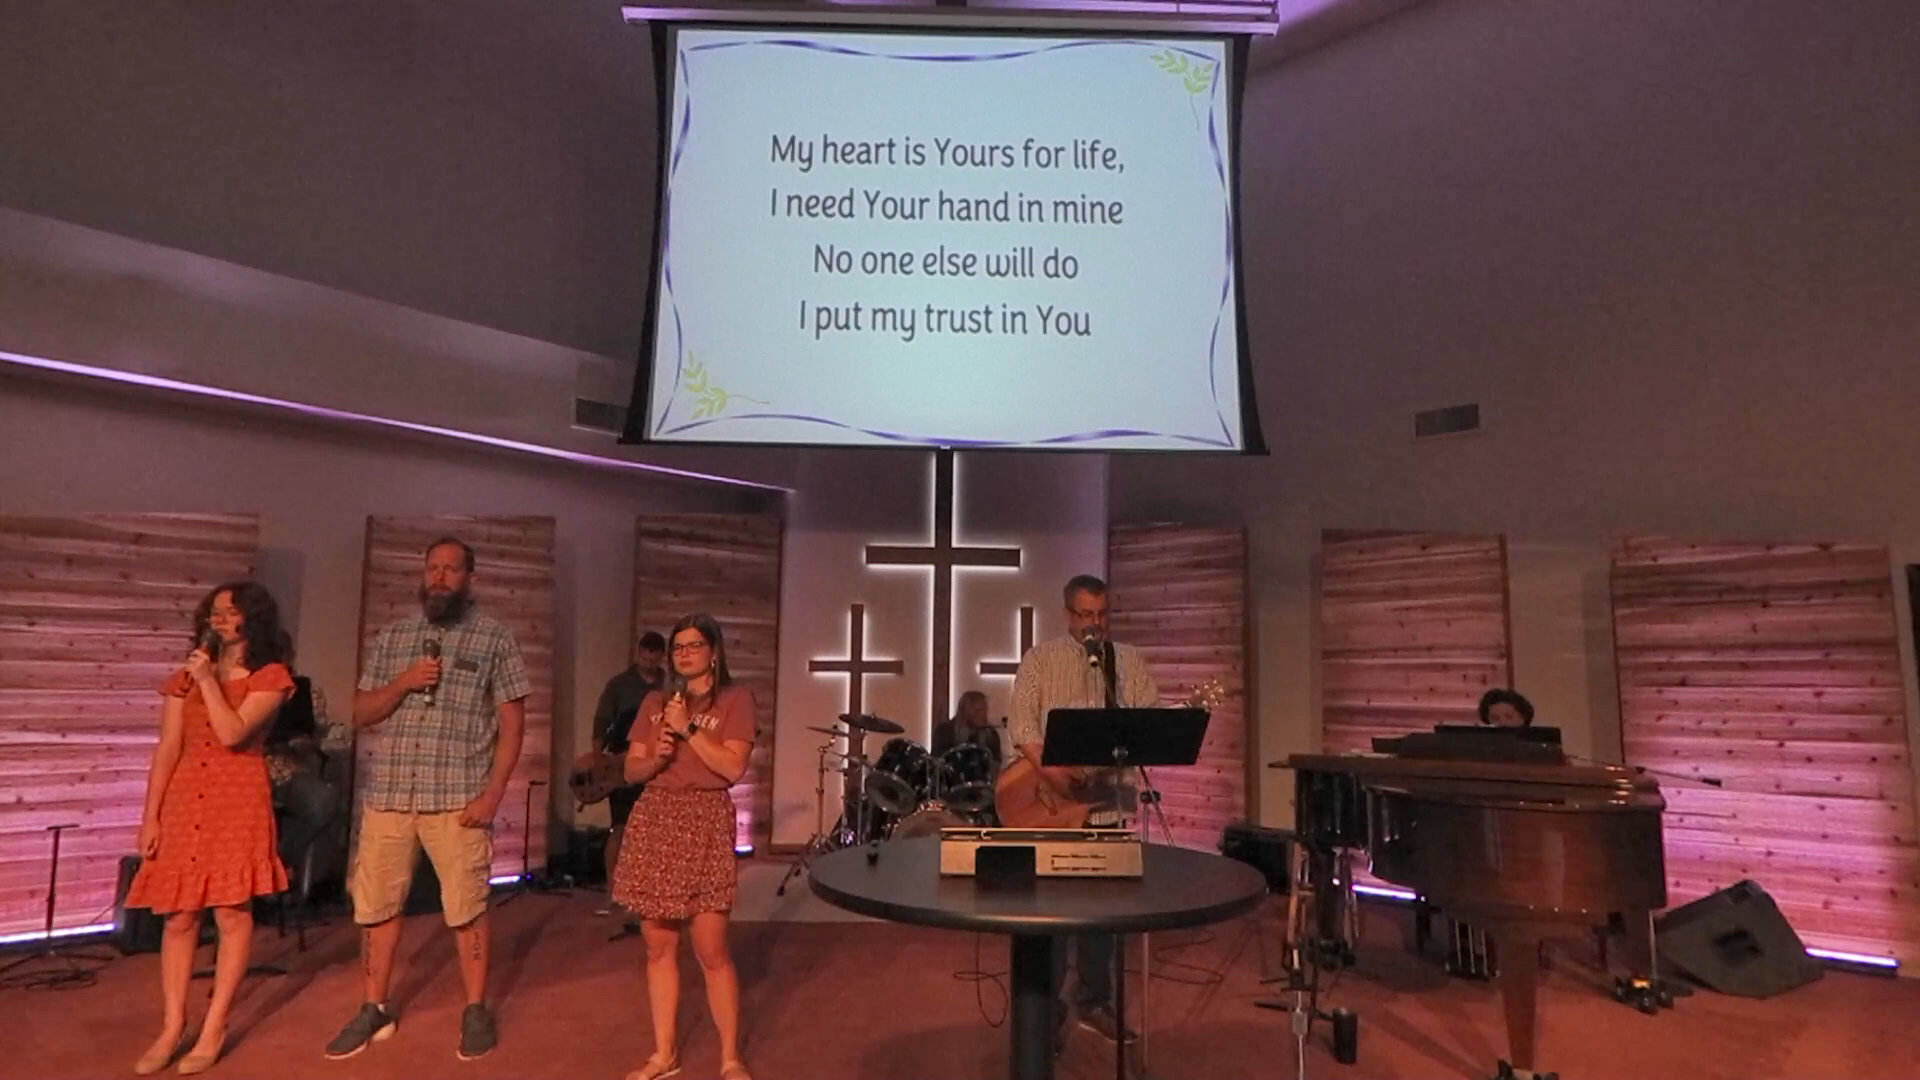 My heart is Yours for life,
I need Your hand in mine
No one else will do
I put my trust in You